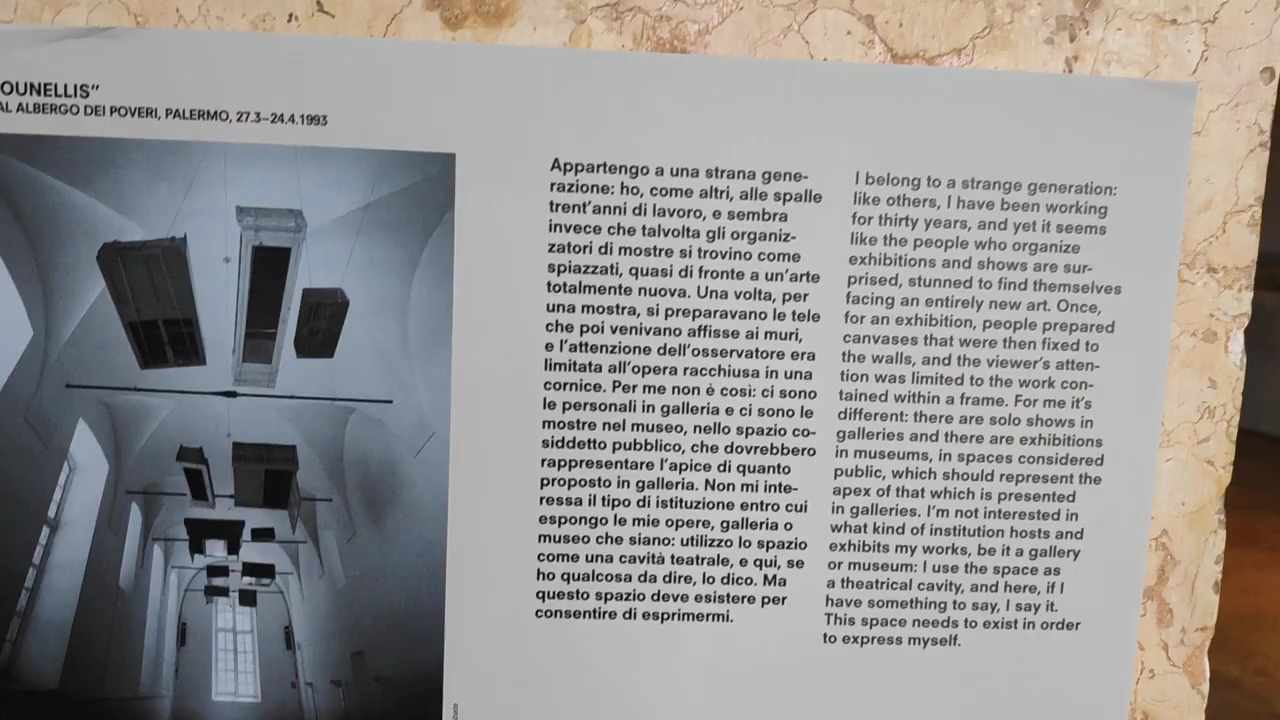 OUNELLIS”
AL ALBERGO DEI POVERI, PALERMO, 27.3–24.4.1993
Appartengo a una strana gene-
razione: ho, come altri, alle spalle
trent’anni di lavoro, e sembra
invece che talvolta gli organiz-
zatori di mostre si trovino come
spiazzati, quasi di fronte a un’arte
totalmente nuova. Una volta, per
una mostra, si preparavano le tele
che poi venivano affisse ai muri,
e l’attenzione dell’osservatore era
limitata all’opera racchiusa in una
cornice. Per me non è così: ci sono
le personali in galleria e ci sono le
mostre nel museo, nello spazio co-
siddetto pubblico, che dovrebbero
rappresentare l’apice di quanto
proposto in galleria. Non mi inte-
ressa il tipo di istituzione entro cui
espongo le mie opere, galleria o
museo che siano: utilizzo lo spazio
come una cavità teatrale, e qui, se
ho qualcosa da dire, lo dico. Ma
questo spazio deve esistere per
consentire di esprimermi.
I belong to a strange generation:
like others, I have been working
for thirty years, and yet it seems
like the people who organize
exhibitions and shows are sur-
prised, stunned to find themselves
facing an entirely new art. Once,
for an exhibition, people prepared
canvases that were then fixed to
the walls, and the viewer’s atten-
tion was limited to the work con-
tained within a frame. For me it’s
different: there are solo shows in
galleries and there are exhibitions
in museums, in spaces considered
public, which should represent the
apex of that which is presented
in galleries. I’m not interested in
what kind of institution hosts and
exhibits my works, be it a gallery
or museum: I use the space as
a theatrical cavity, and here, if I
have something to say, I say it.
This space needs to exist in order
to express myself.